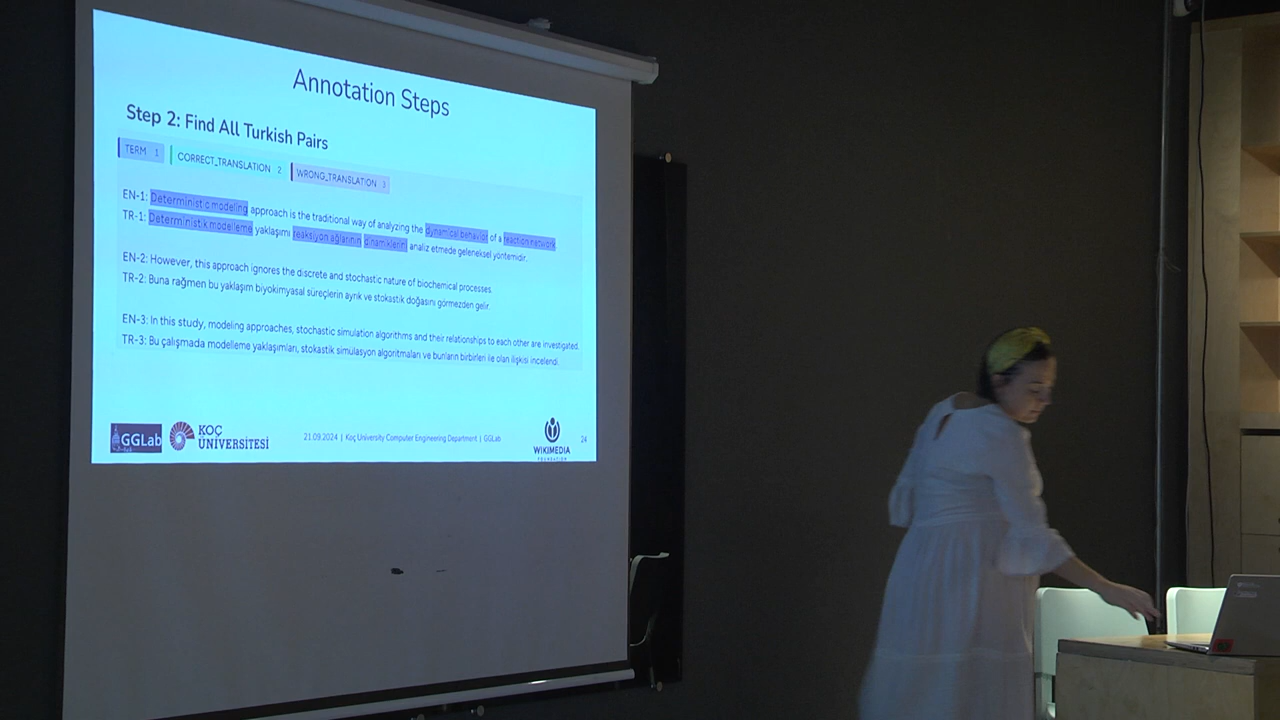 Annotation Steps
Step 2: Find All Turkish Pairs
TERM 1 CORRECT_TRANSLATION 2 WRONG_TRANSLATION 3
EN-1: Deterministic modeling approach is the traditional way of analyzing the dynamical behavior of a reaction network
TR-1: Deterministik modelleme yaklaşımı reaksiyon ağlarının dinamiklerini analiz etmede geleneksel yöntemidir.
EN-2: However, this approach ignores the discrete and stochastic nature of biochemical processes.
TR-2: Buna rağmen bu yaklaşım biyokimyasal süreçlerin ayrık ve stokastik doğasını görmezden gelir.
EN-3: In this study, modeling approaches, stochastic simulation algorithms and their relationships to each other are investigated.
TR-3: Bu çalışmada modelleme yaklaşımları, stokastik simülasyon algoritmaları ve bunların birbirleri ile olan ilişkisi incelendi.
GGLab
KOÇ
ÜNİVERSİTESİ
21.09.2024 | Koç University Computer Engineering Department | GGLab
WIKIMEDIA
FOUNDATION
24